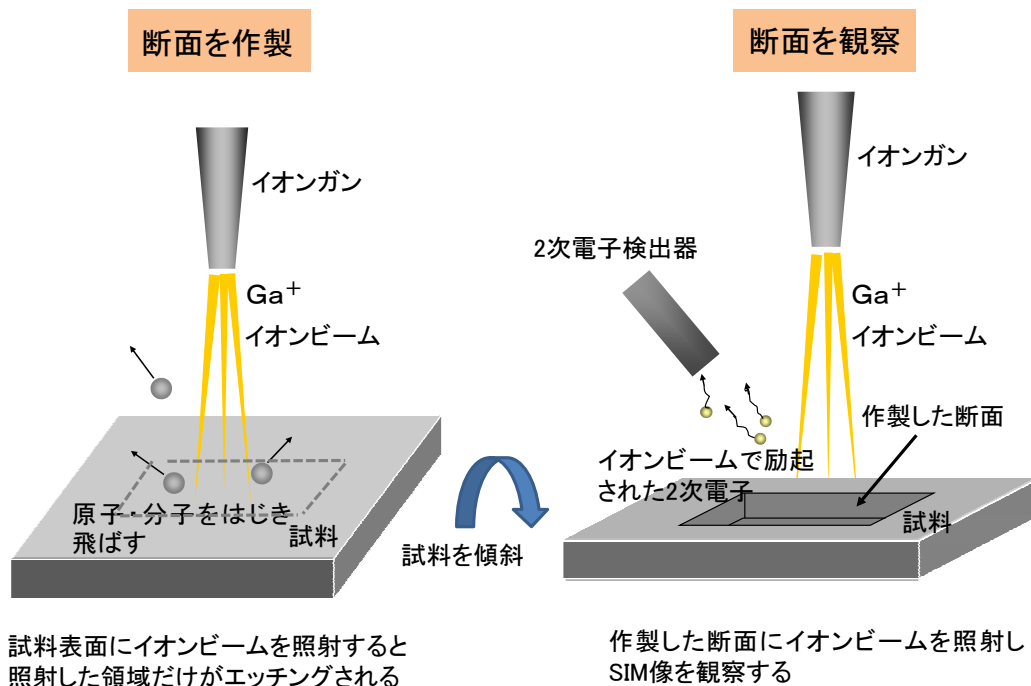 断面を作製
イオンガン
Ga⁺
イオンビーム
原子・分子をはじき
飛ばす
試料
試料表面にイオンビームを照射すると
照射した領域だけがエッチングされる
試料を傾斜
断面を観察
イオンガン
2次電子検出器
Ga⁺
イオンビーム
作製した断面
イオンビームで励起
された2次電子
試料
作製した断面にイオンビームを照射し
SIM像を観察する